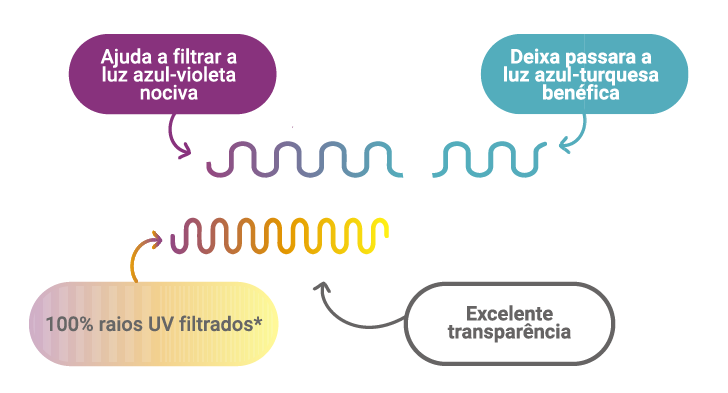 Ajuda a filtrar a
luz azul-violeta
nociva
Deixa passara a
luz azul-turquesa
benéfica
100% raios UV filtrados*
Excelente
transparência